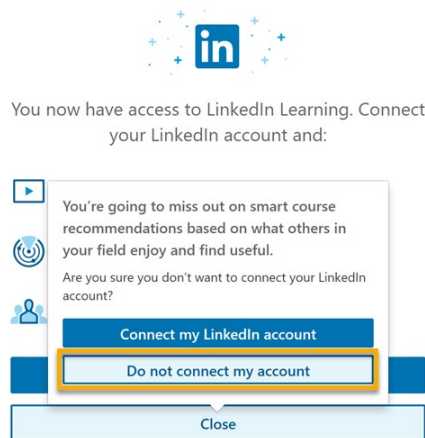 in
You now have access to LinkedIn Learning. Connect
your LinkedIn account and:
You're going to miss out on smart course
recommendations based on what others in
your field enjoy and find useful.
Are you sure you don't want to connect your LinkedIn
account?
Connect my LinkedIn account
Do not connect my account
Close